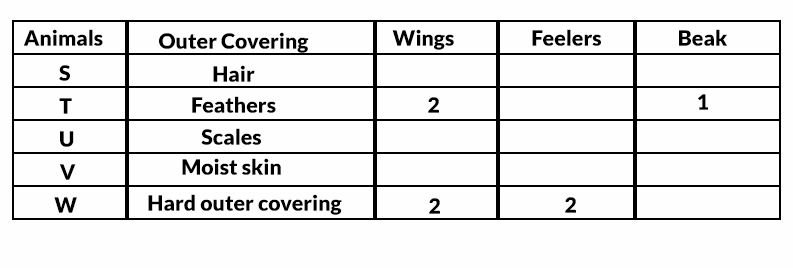 Animals Outer Covering Wings Feelers Beak
S Hair
T Feathers 2 1
U Scales
V Moist skin
W Hard outer covering 2 2